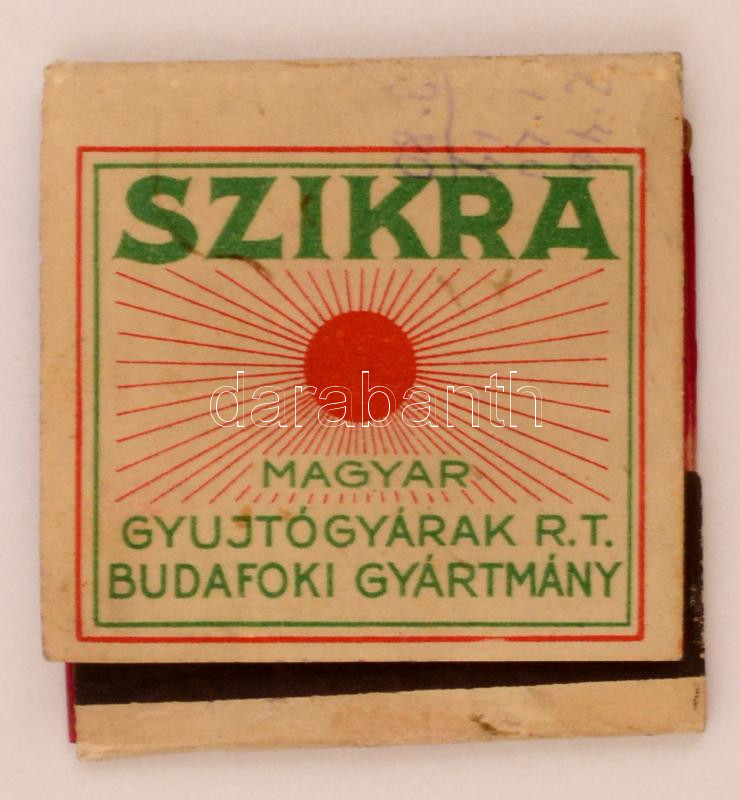 SZIKRA
darabanth
MAGYAR
GYUJTÓGYÁRAK R.T.
BUDAFOKI GYÁRTMÁNY